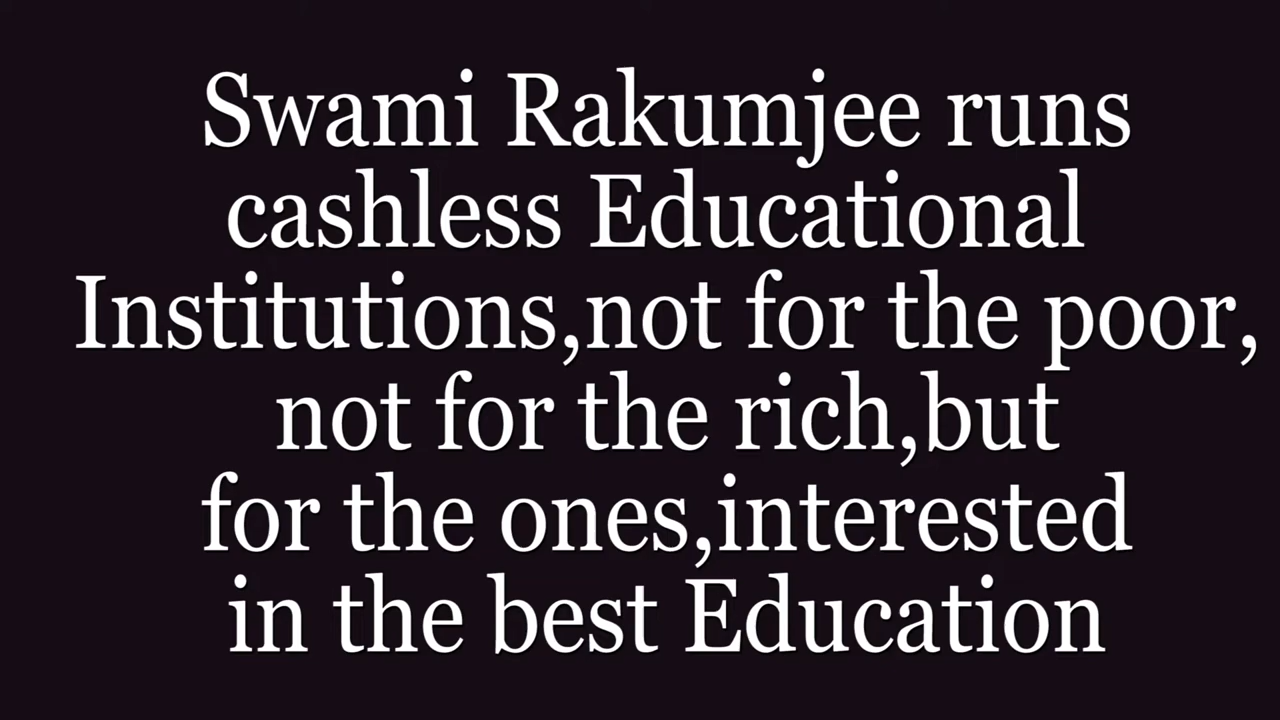 Swami Rakumjee runs
cashless Educational
Institutions,not for the poor,
not for the rich,but
for the ones,interested
in the best Education